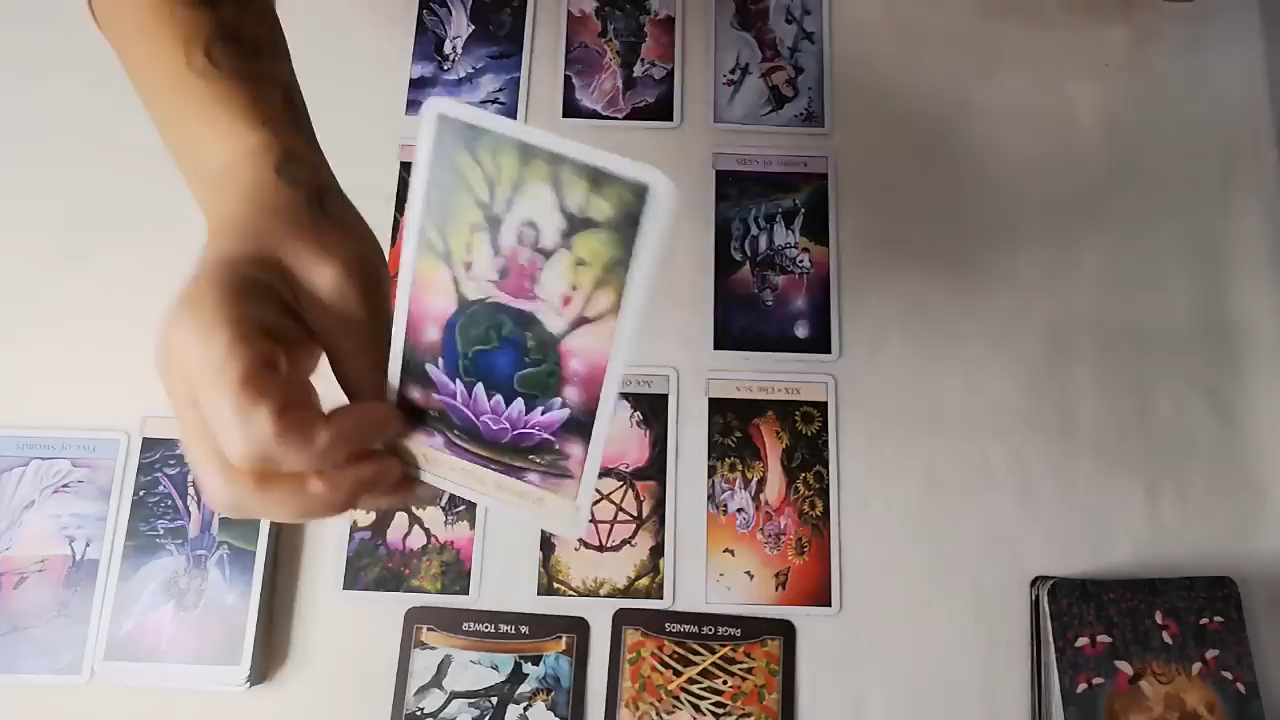 Knight of Cups
Ace of
XIX • The Sun
Five of Swords
16. THE TOWER
PAGE OF WANDS